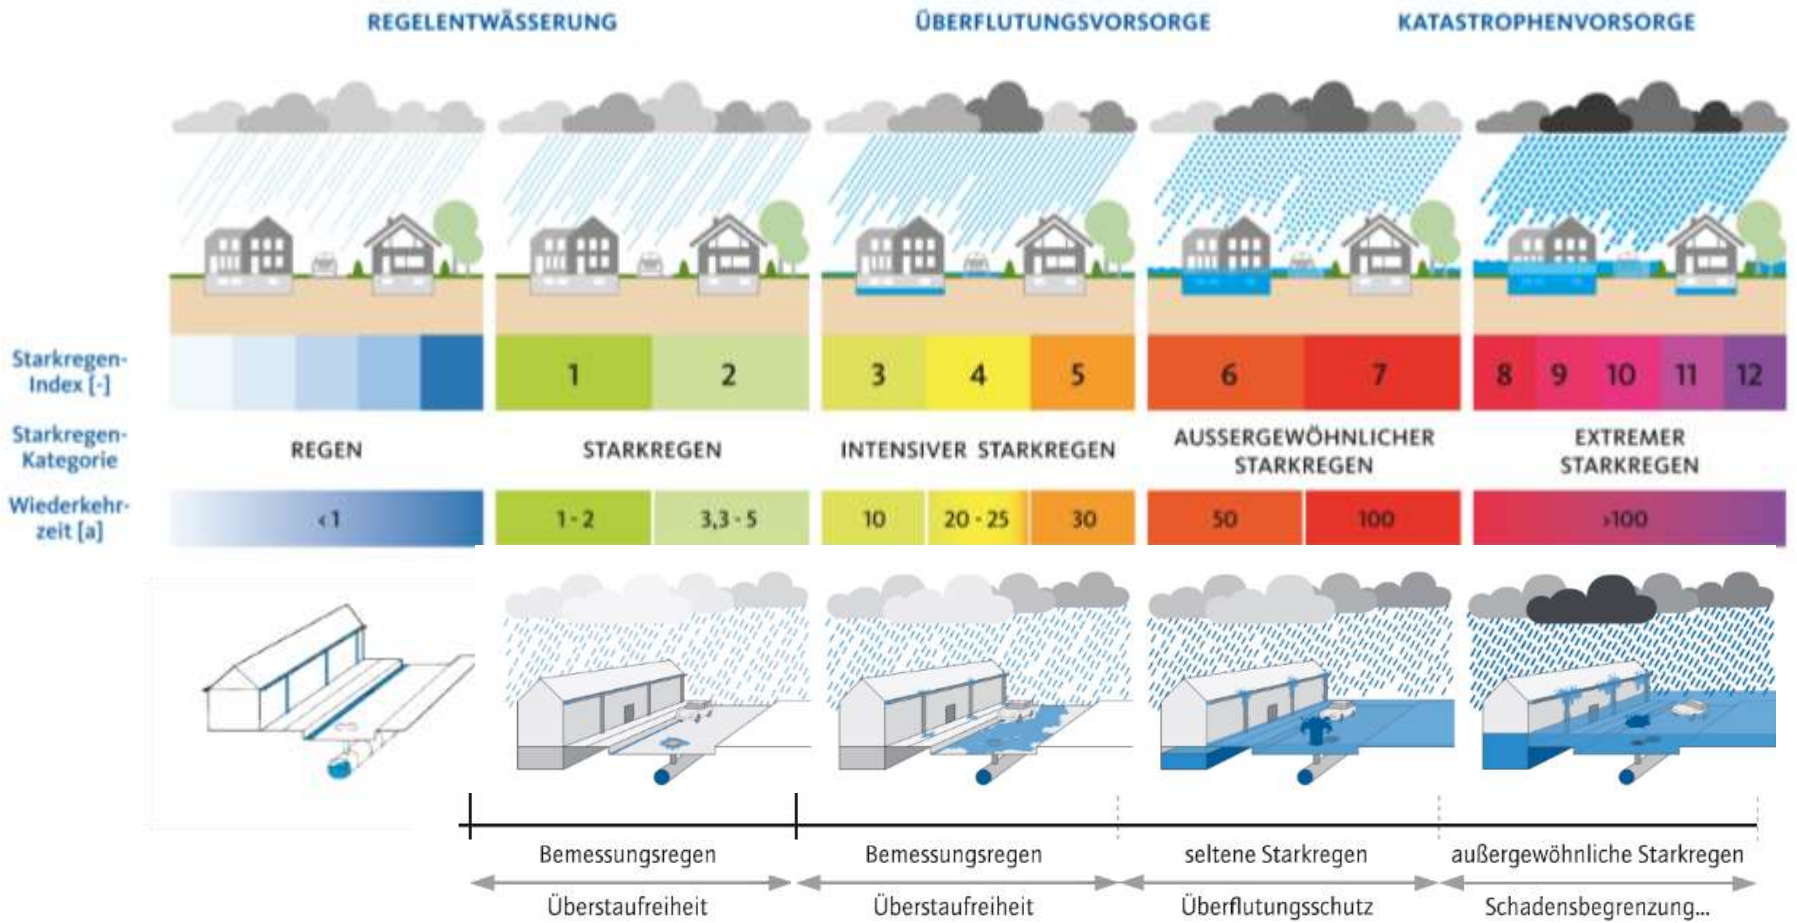 REGELENTWÄSSERUNG ÜBERFLUTUNGSVORSORGE KATASTROPHENVORSORGE
Starkregen-
Index [-]
1 2 3 4 5 6 7 8 9 10 11 12
Starkregen-
Kategorie
REGEN
STARKREGEN
INTENSIVER STARKREGEN
AUSSERGEWÖHNLICHER
STARKREGEN
EXTREMER
STARKREGEN
Wiederkehr-
zeit [a]
<1 1 - 2 3,3 - 5 10 20 - 25 30 50 100 >100
Bemessungsregen Bemessungsregen seltene Starkregen außergewöhnliche Starkregen
Überstaufreiheit Überstaufreiheit Überflutungsschutz Schadensbegrenzung...